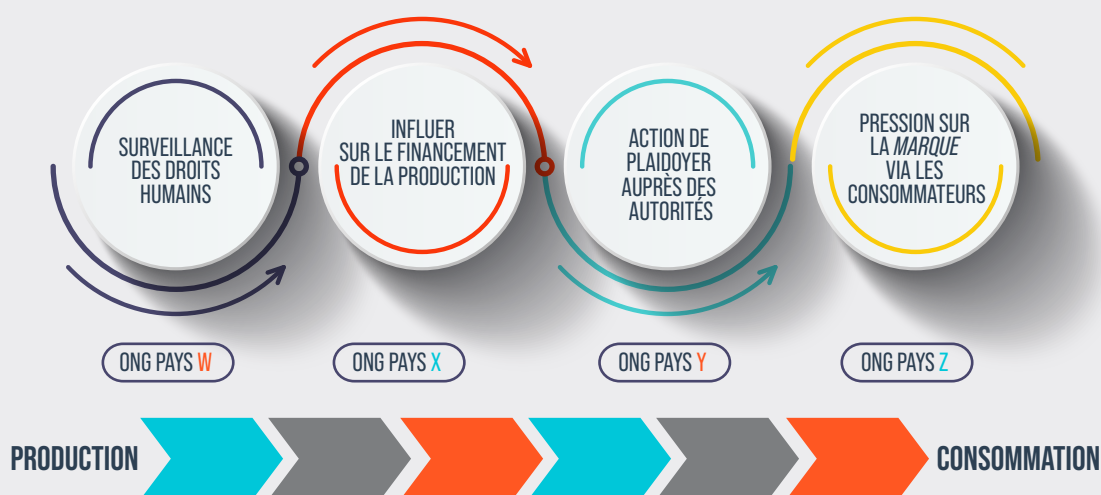 SURVEILLANCE
DES DROITS
HUMAINS
INFLUER
SUR LE FINANCEMENT
DE LA PRODUCTION
ACTION DE
PLAIDOYER
AUPRÈS DES
AUTORITÉS
PRESSION SUR
LA MARQUE
VIA LES
CONSOMMATEURS
ONG PAYS W
ONG PAYS X
ONG PAYS Y
ONG PAYS Z
PRODUCTION
CONSOMMATION